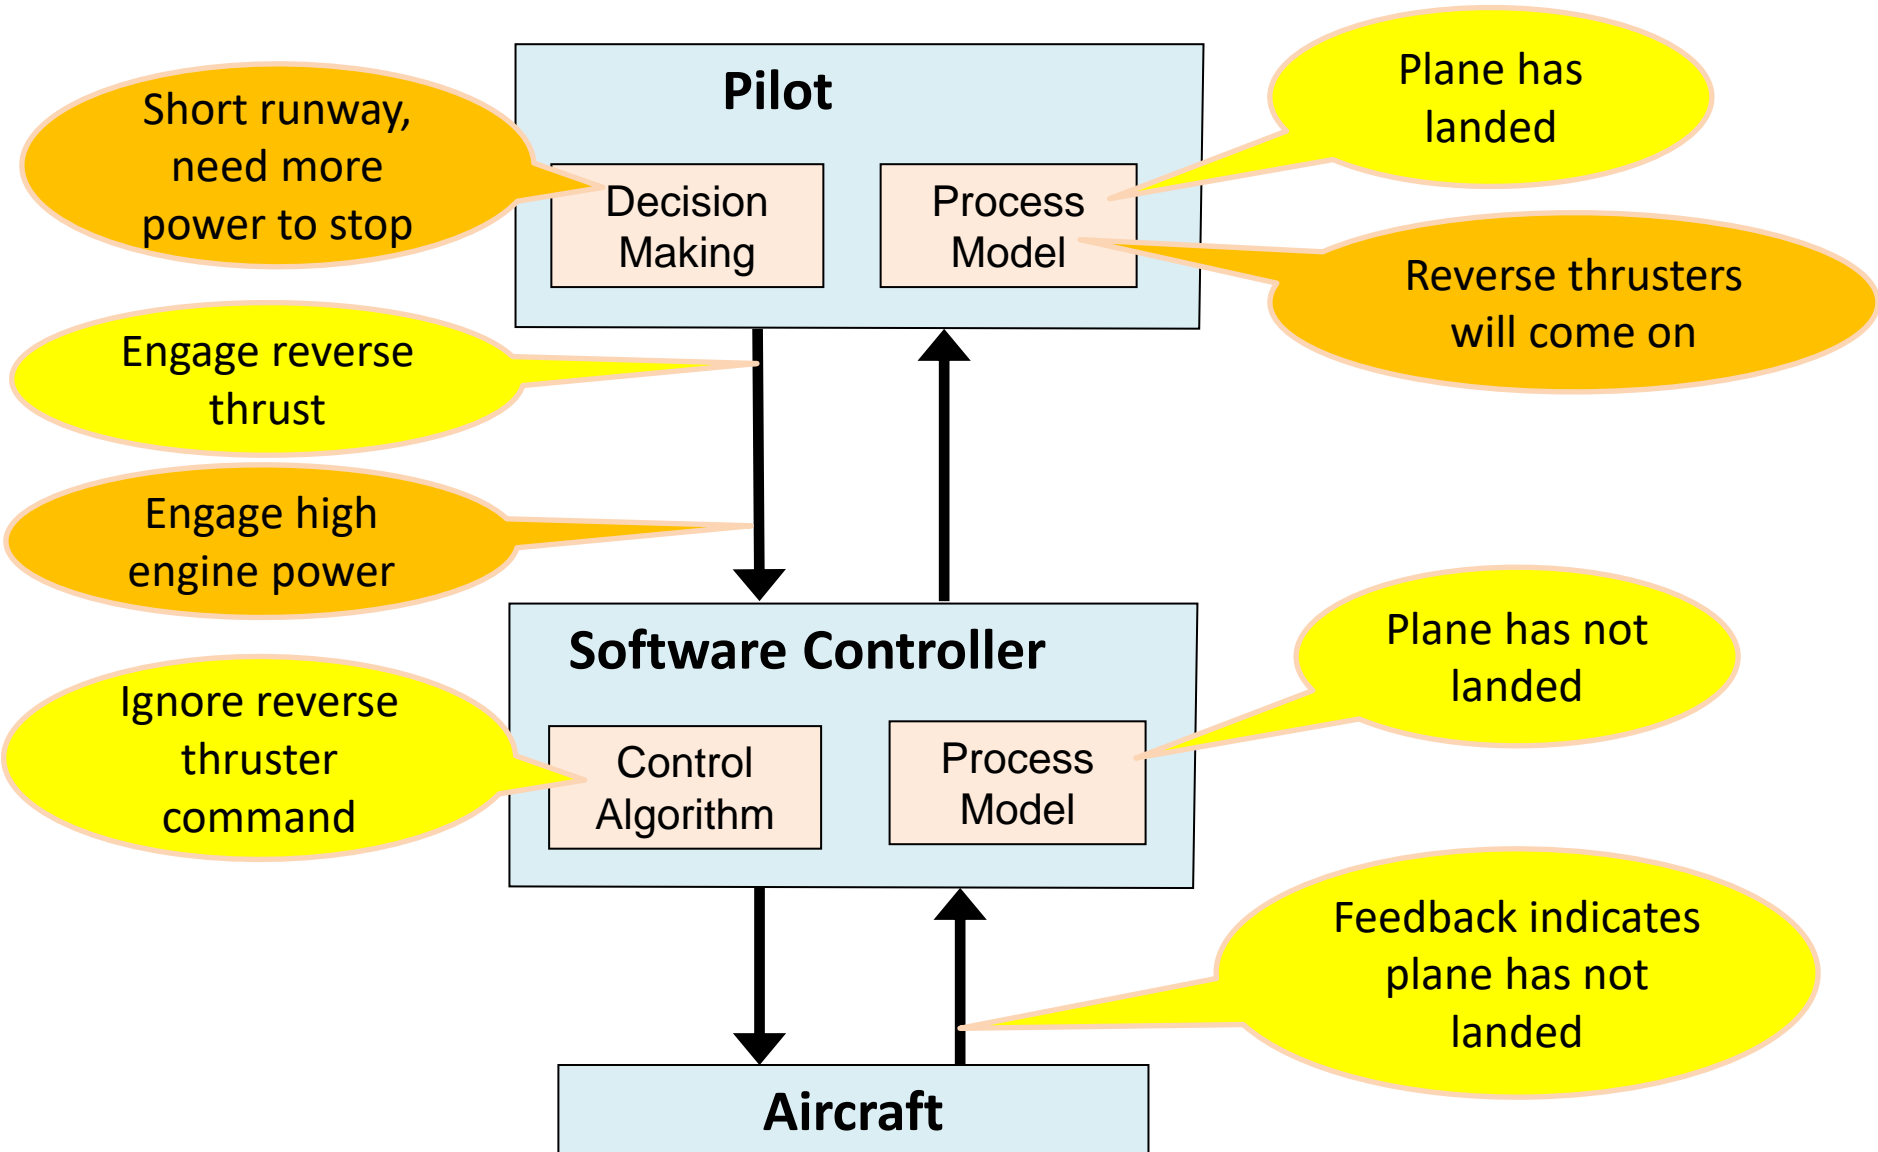 Pilot
Short runway,
need more
power to stop
Decision
Making
Process
Model
Plane has
landed
Reverse thrusters
will come on
Engage reverse
thrust
Engage high
engine power
Software Controller
Ignore reverse
thruster
command
Control
Algorithm
Process
Model
Plane has not
landed
Feedback indicates
plane has not
landed
Aircraft